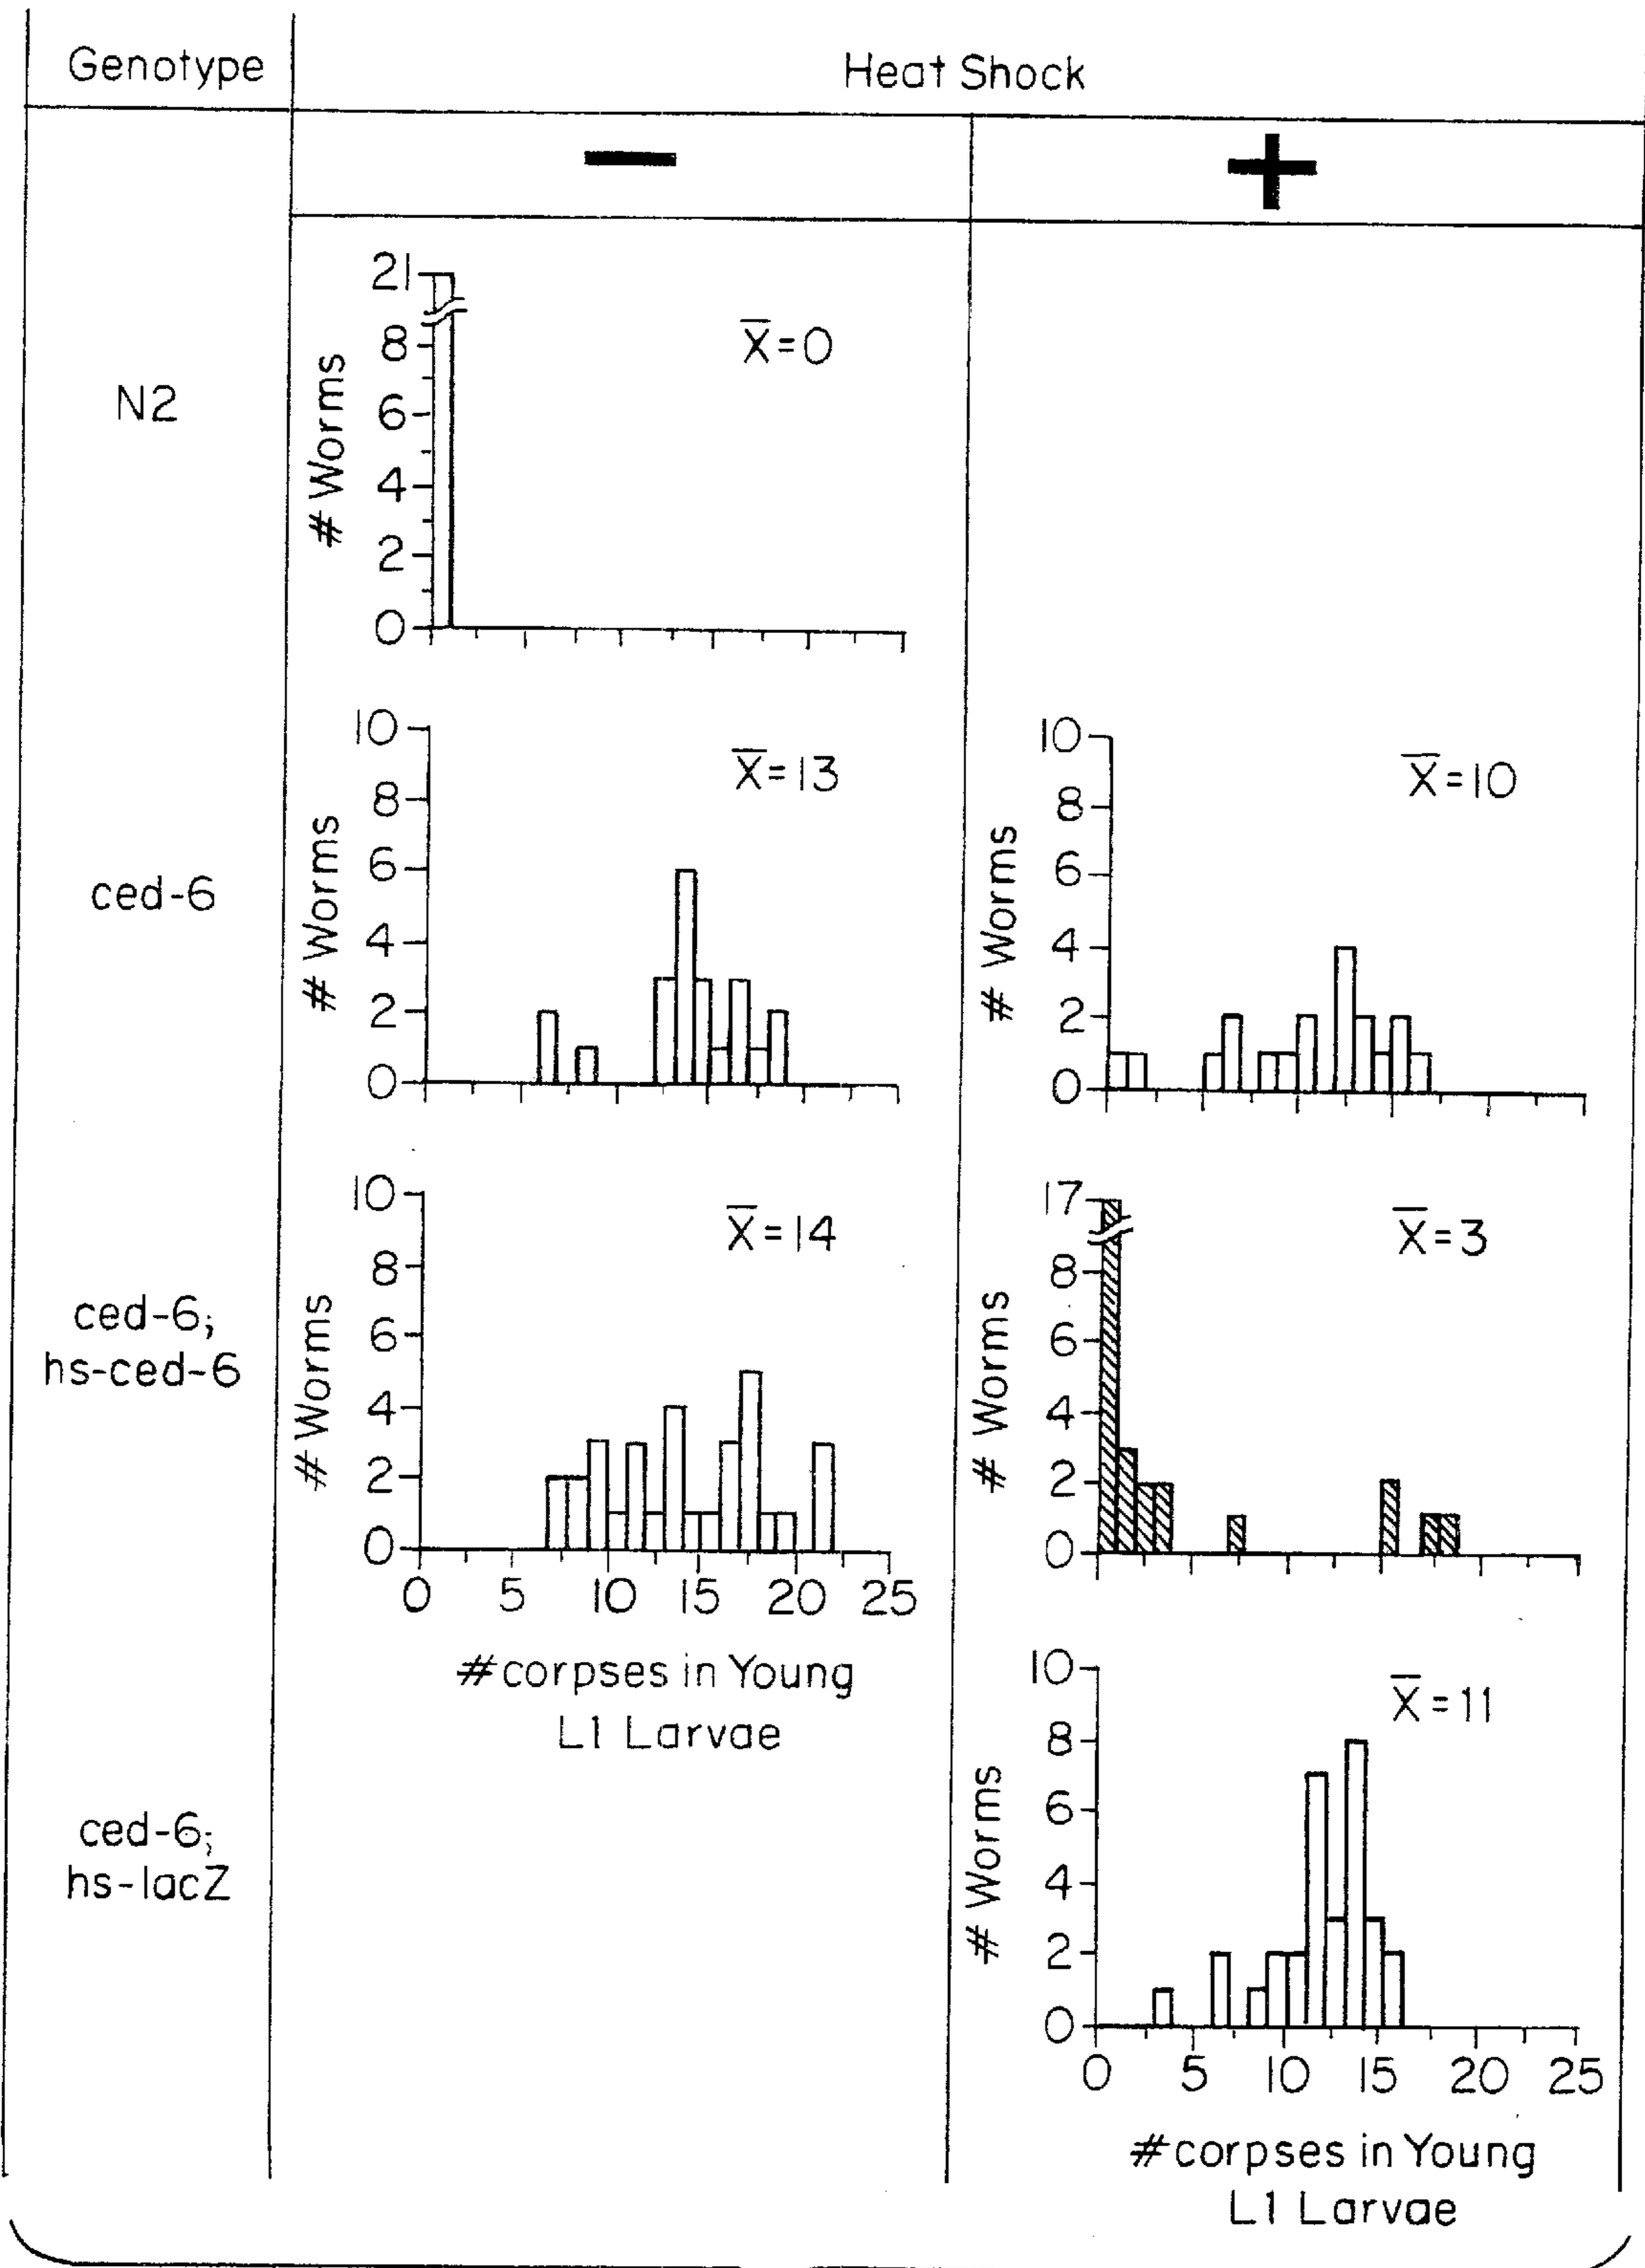 Genotype
Heat Shock
−
+
N2
# Worms
21
8
6
4
2
0
X̅=0
ced-6
# Worms
10
8
6
4
2
0
X̅=13
# Worms
10
8
6
4
2
0
X̅=10
ced-6;
hs-ced-6
# Worms
10
8
6
4
2
0
X̅=14
0 5 10 15 20 25
#corpses in Young
L1 Larvae
# Worms
17
8
6
4
2
0
X̅=3
ced-6;
hs-lacZ
# Worms
10
8
6
4
2
0
X̅=11
0 5 10 15 20 25
#corpses in Young
L1 Larvae